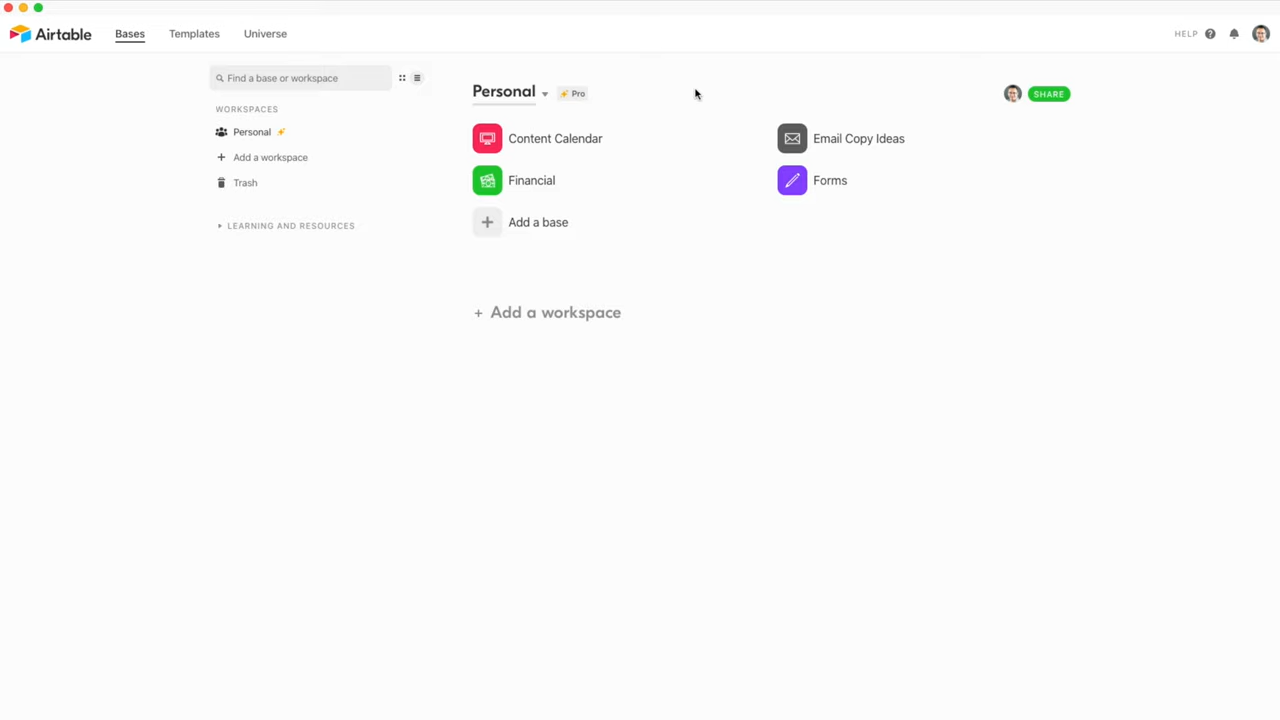 Airtable
Bases
Templates
Universe
HELP
Find a base or workspace
WORKSPACES
Personal
Add a workspace
Trash
LEARNING AND RESOURCES
Personal
Pro
SHARE
Content Calendar
Email Copy Ideas
Financial
Forms
Add a base
+ Add a workspace